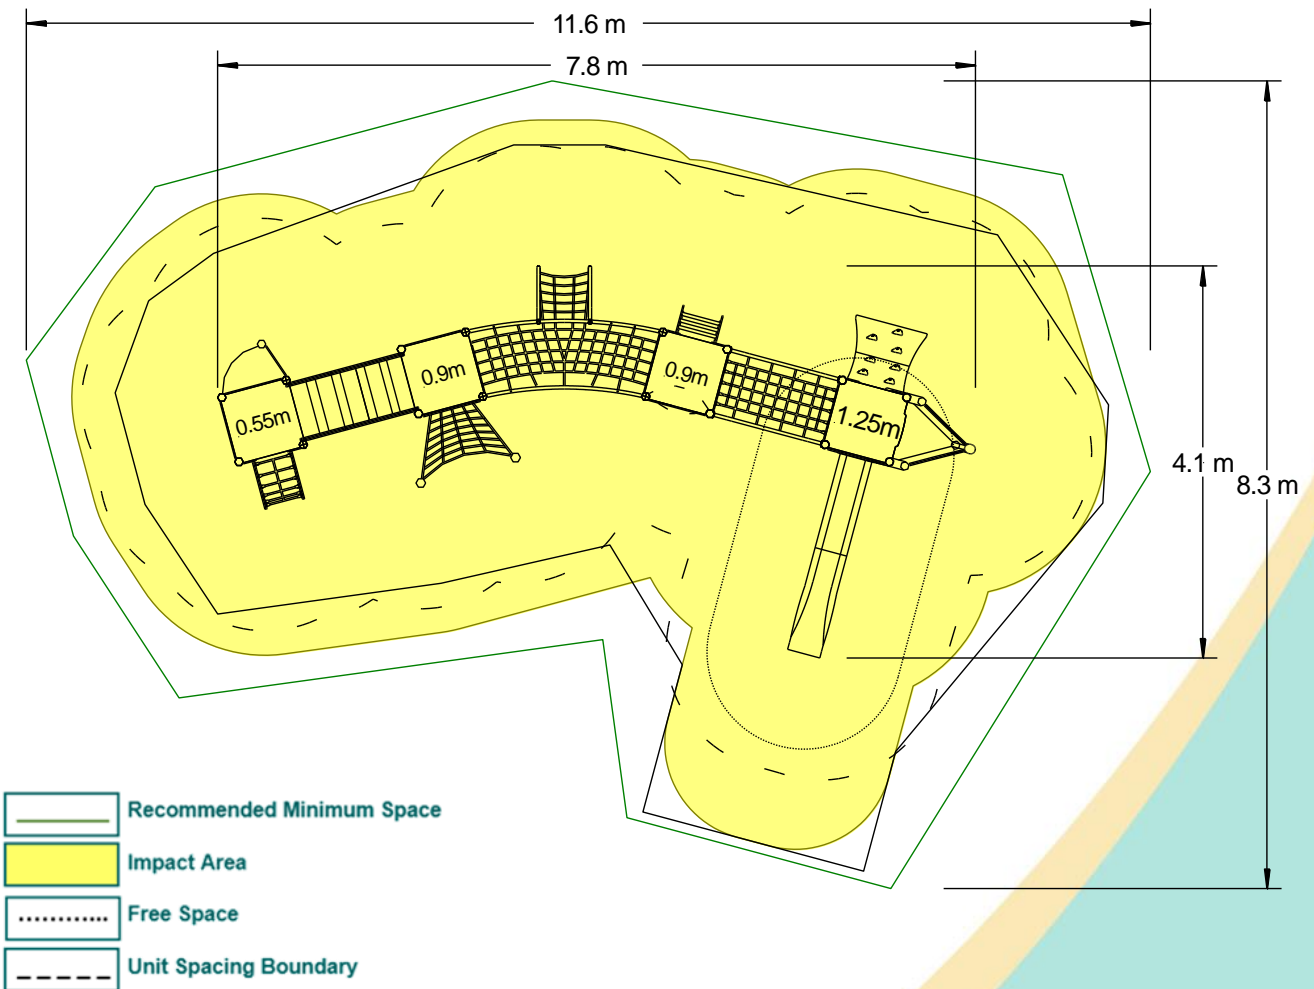 11.6 m
7.8 m
0.55m
0.9m
0.9m
1.25m
4.1 m
8.3 m
Recommended Minimum Space
Impact Area
Free Space
Unit Spacing Boundary